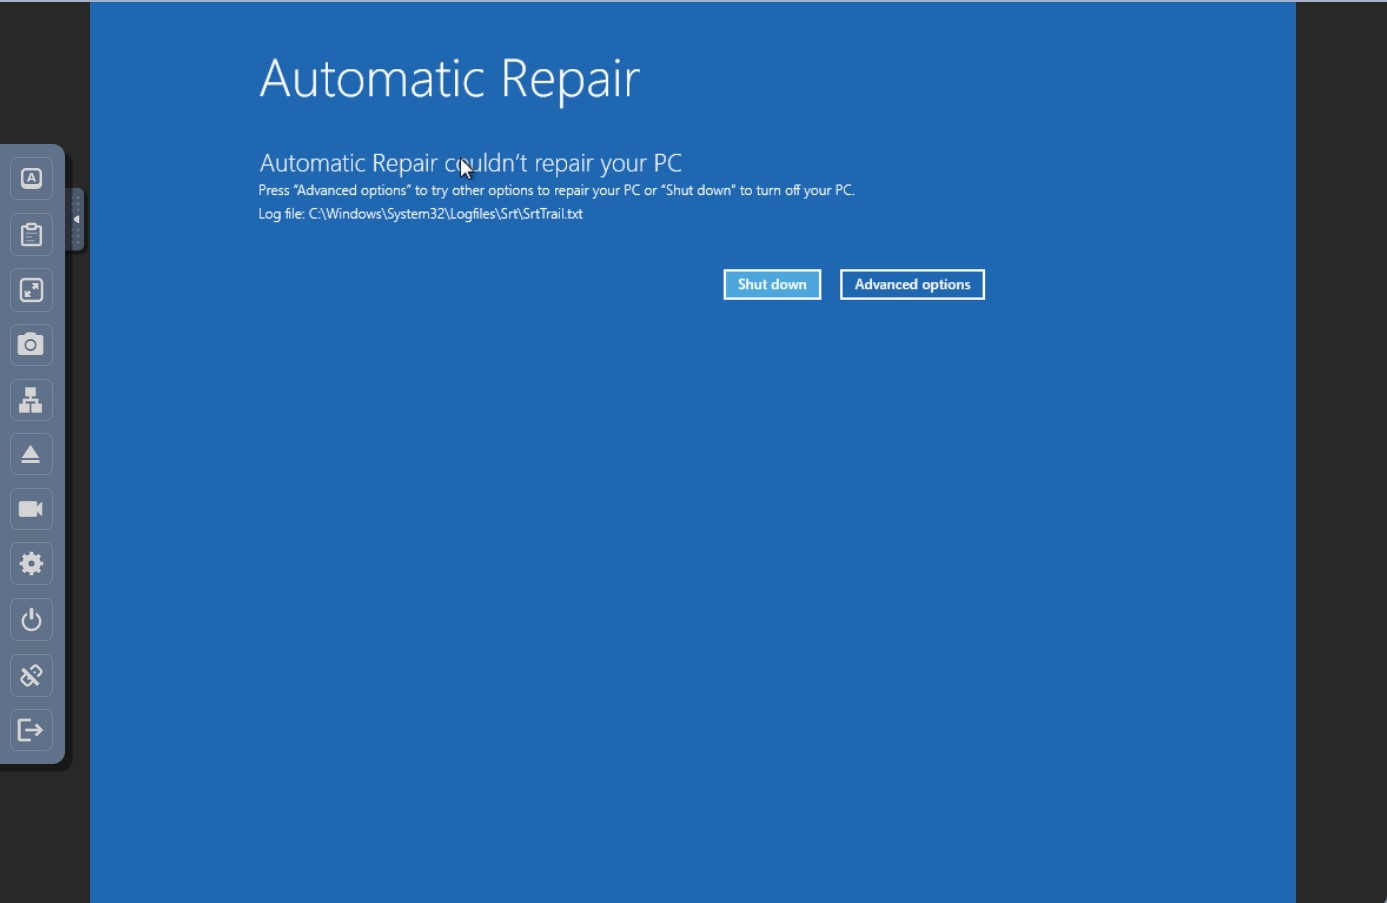 Automatic Repair
Automatic Repair couldn't repair your PC
Press "Advanced options" to try other options to repair your PC or "Shut down" to turn off your PC.
Log file: C:\Windows\System32\Logfiles\Srt\SrtTrail.txt
Shut down
Advanced options
A